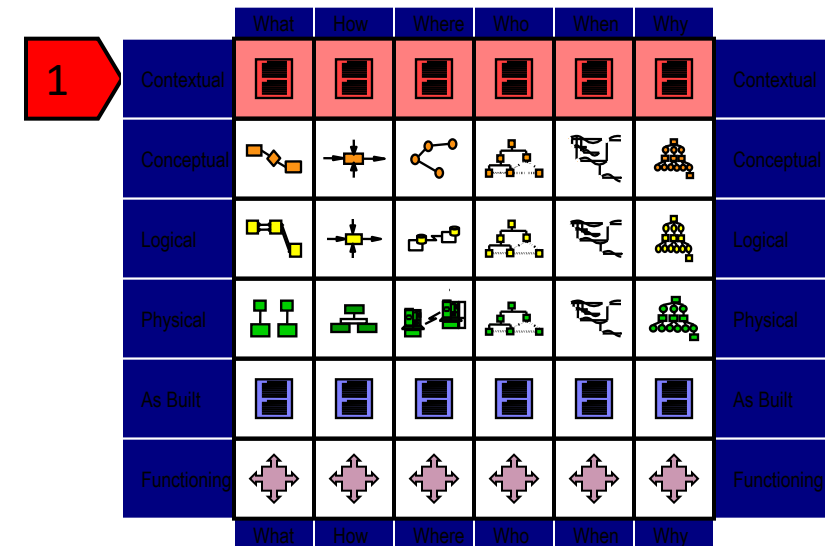 What How Where Who When Why
1
Contextual Contextual
Conceptual Conceptual
Logical Logical
Physical Physical
As Built As Built
Functioning Functioning
What How Where Who When Why